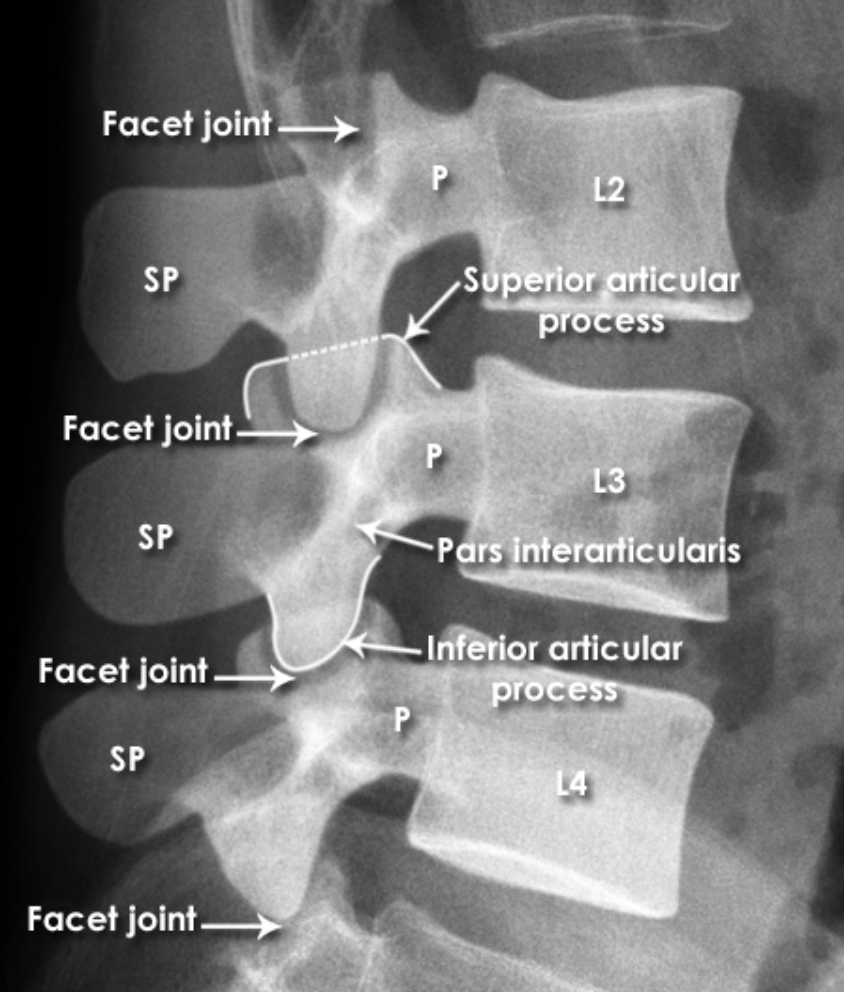 Facet joint
P
L2
SP
Superior articular
process
Facet joint
P
L3
SP
Pars interarticularis
Inferior articular
process
Facet joint
P
SP
L4
Facet joint